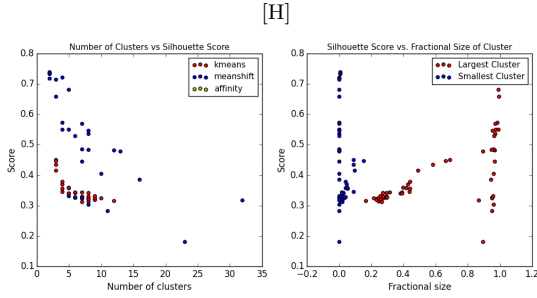 [H]
Number of Clusters vs Silhouette Score
Score
0.8
0.7
0.6
0.5
0.4
0.3
0.2
0.1
kmeans
meanshift
affinity
0 5 10 15 20 25 30 35
Number of clusters
Silhouette Score vs. Fractional Size of Cluster
Score
0.8
0.7
0.6
0.5
0.4
0.3
0.2
0.1
Largest Cluster
Smallest Cluster
−0.2 0.0 0.2 0.4 0.6 0.8 1.0 1.2
Fractional size